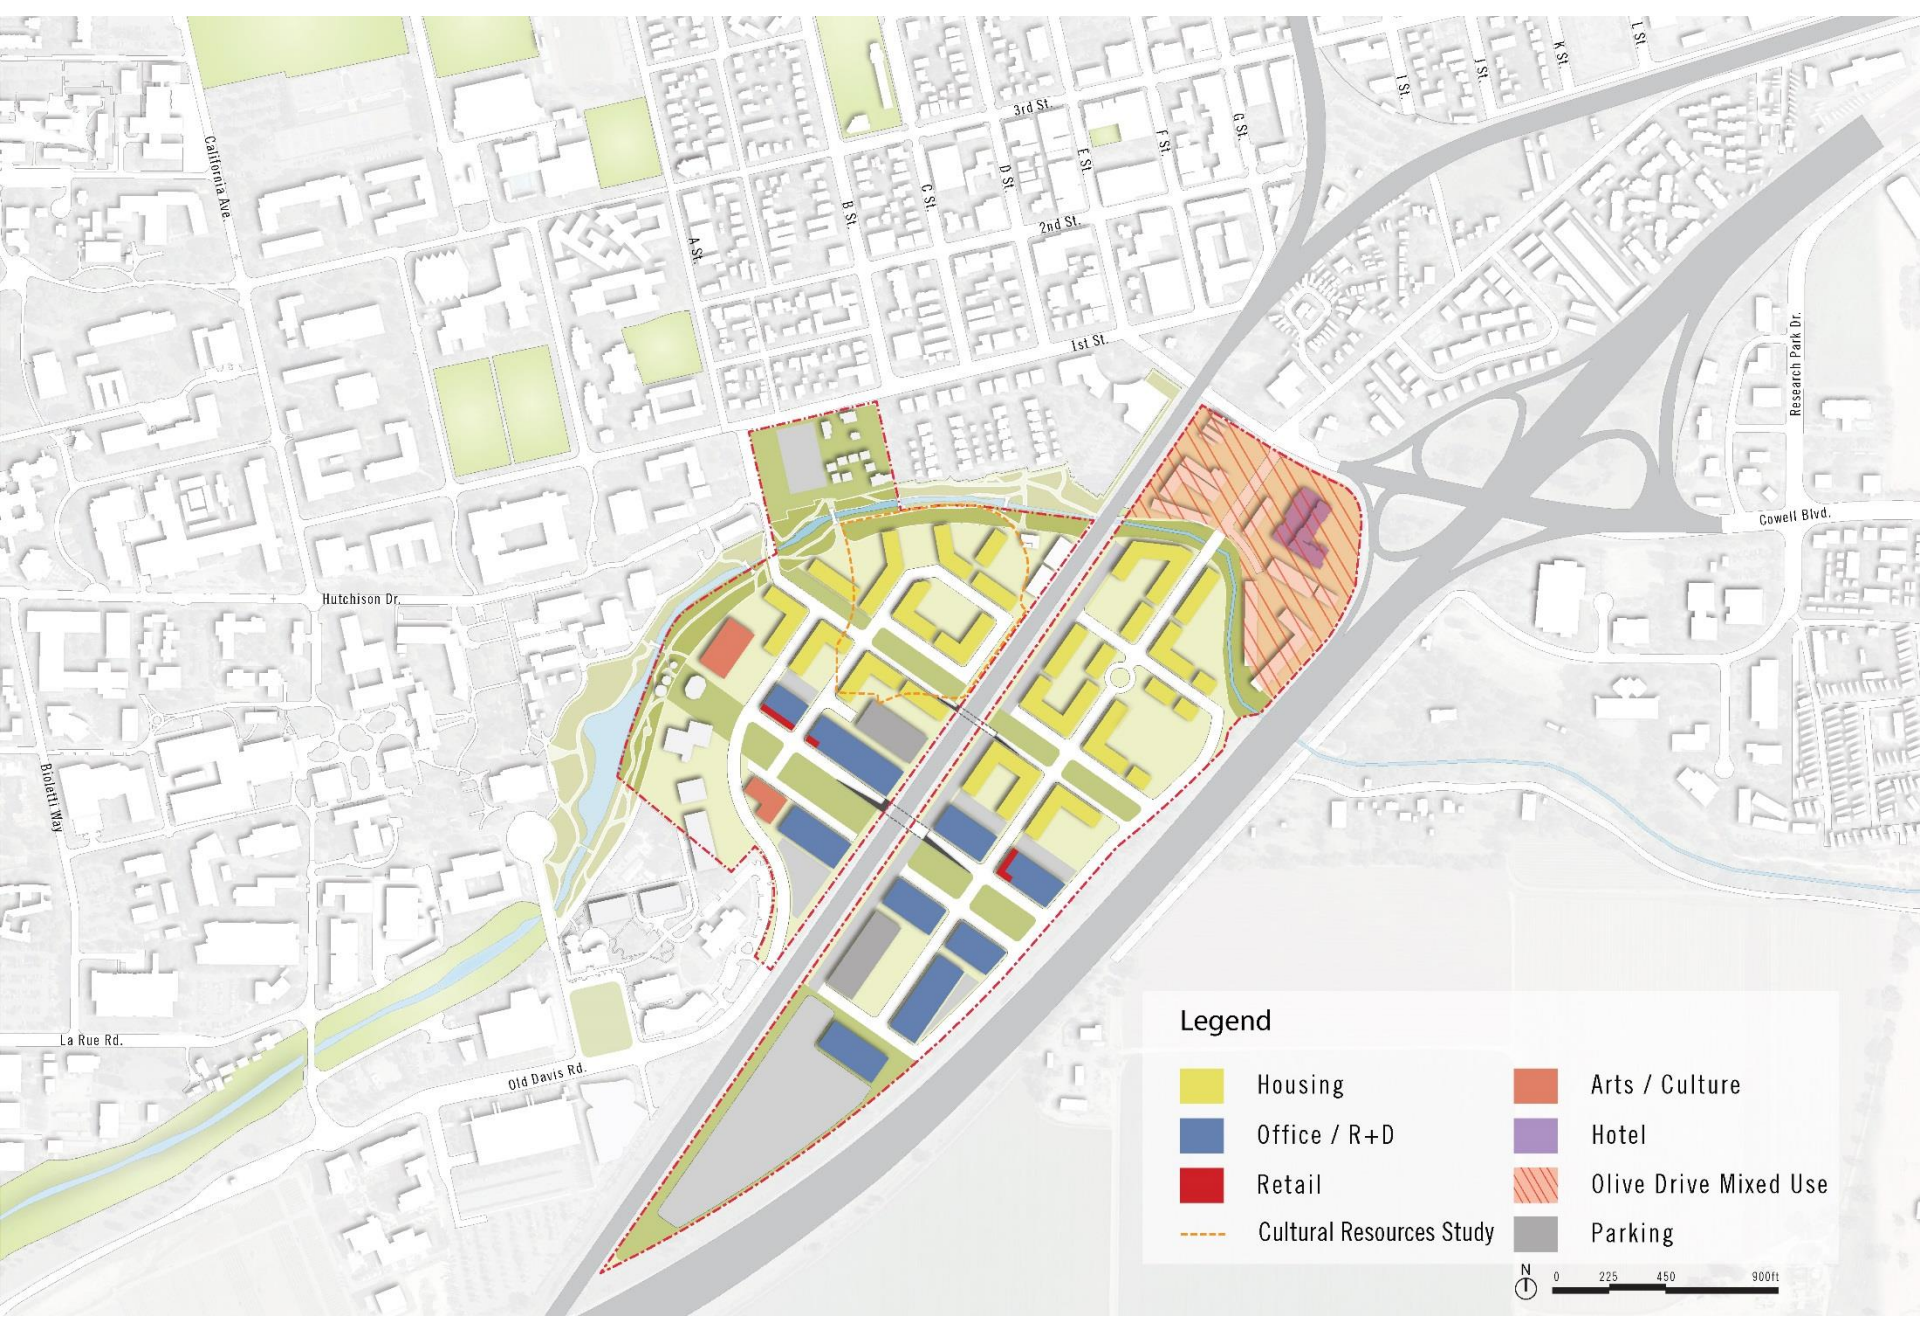 L St.
K St.
J St.
I St.
3rd St.
G St.
F St.
E St.
D St.
C St.
B St.
A St.
California Ave.
2nd St.
1st St.
Research Park Dr.
Cowell Blvd.
Hutchison Dr.
Bioletti Way
La Rue Rd.
Old Davis Rd.
Legend
Housing
Office / R+D
Retail
Cultural Resources Study
Arts / Culture
Hotel
Olive Drive Mixed Use
Parking
N
0 225 450 900ft